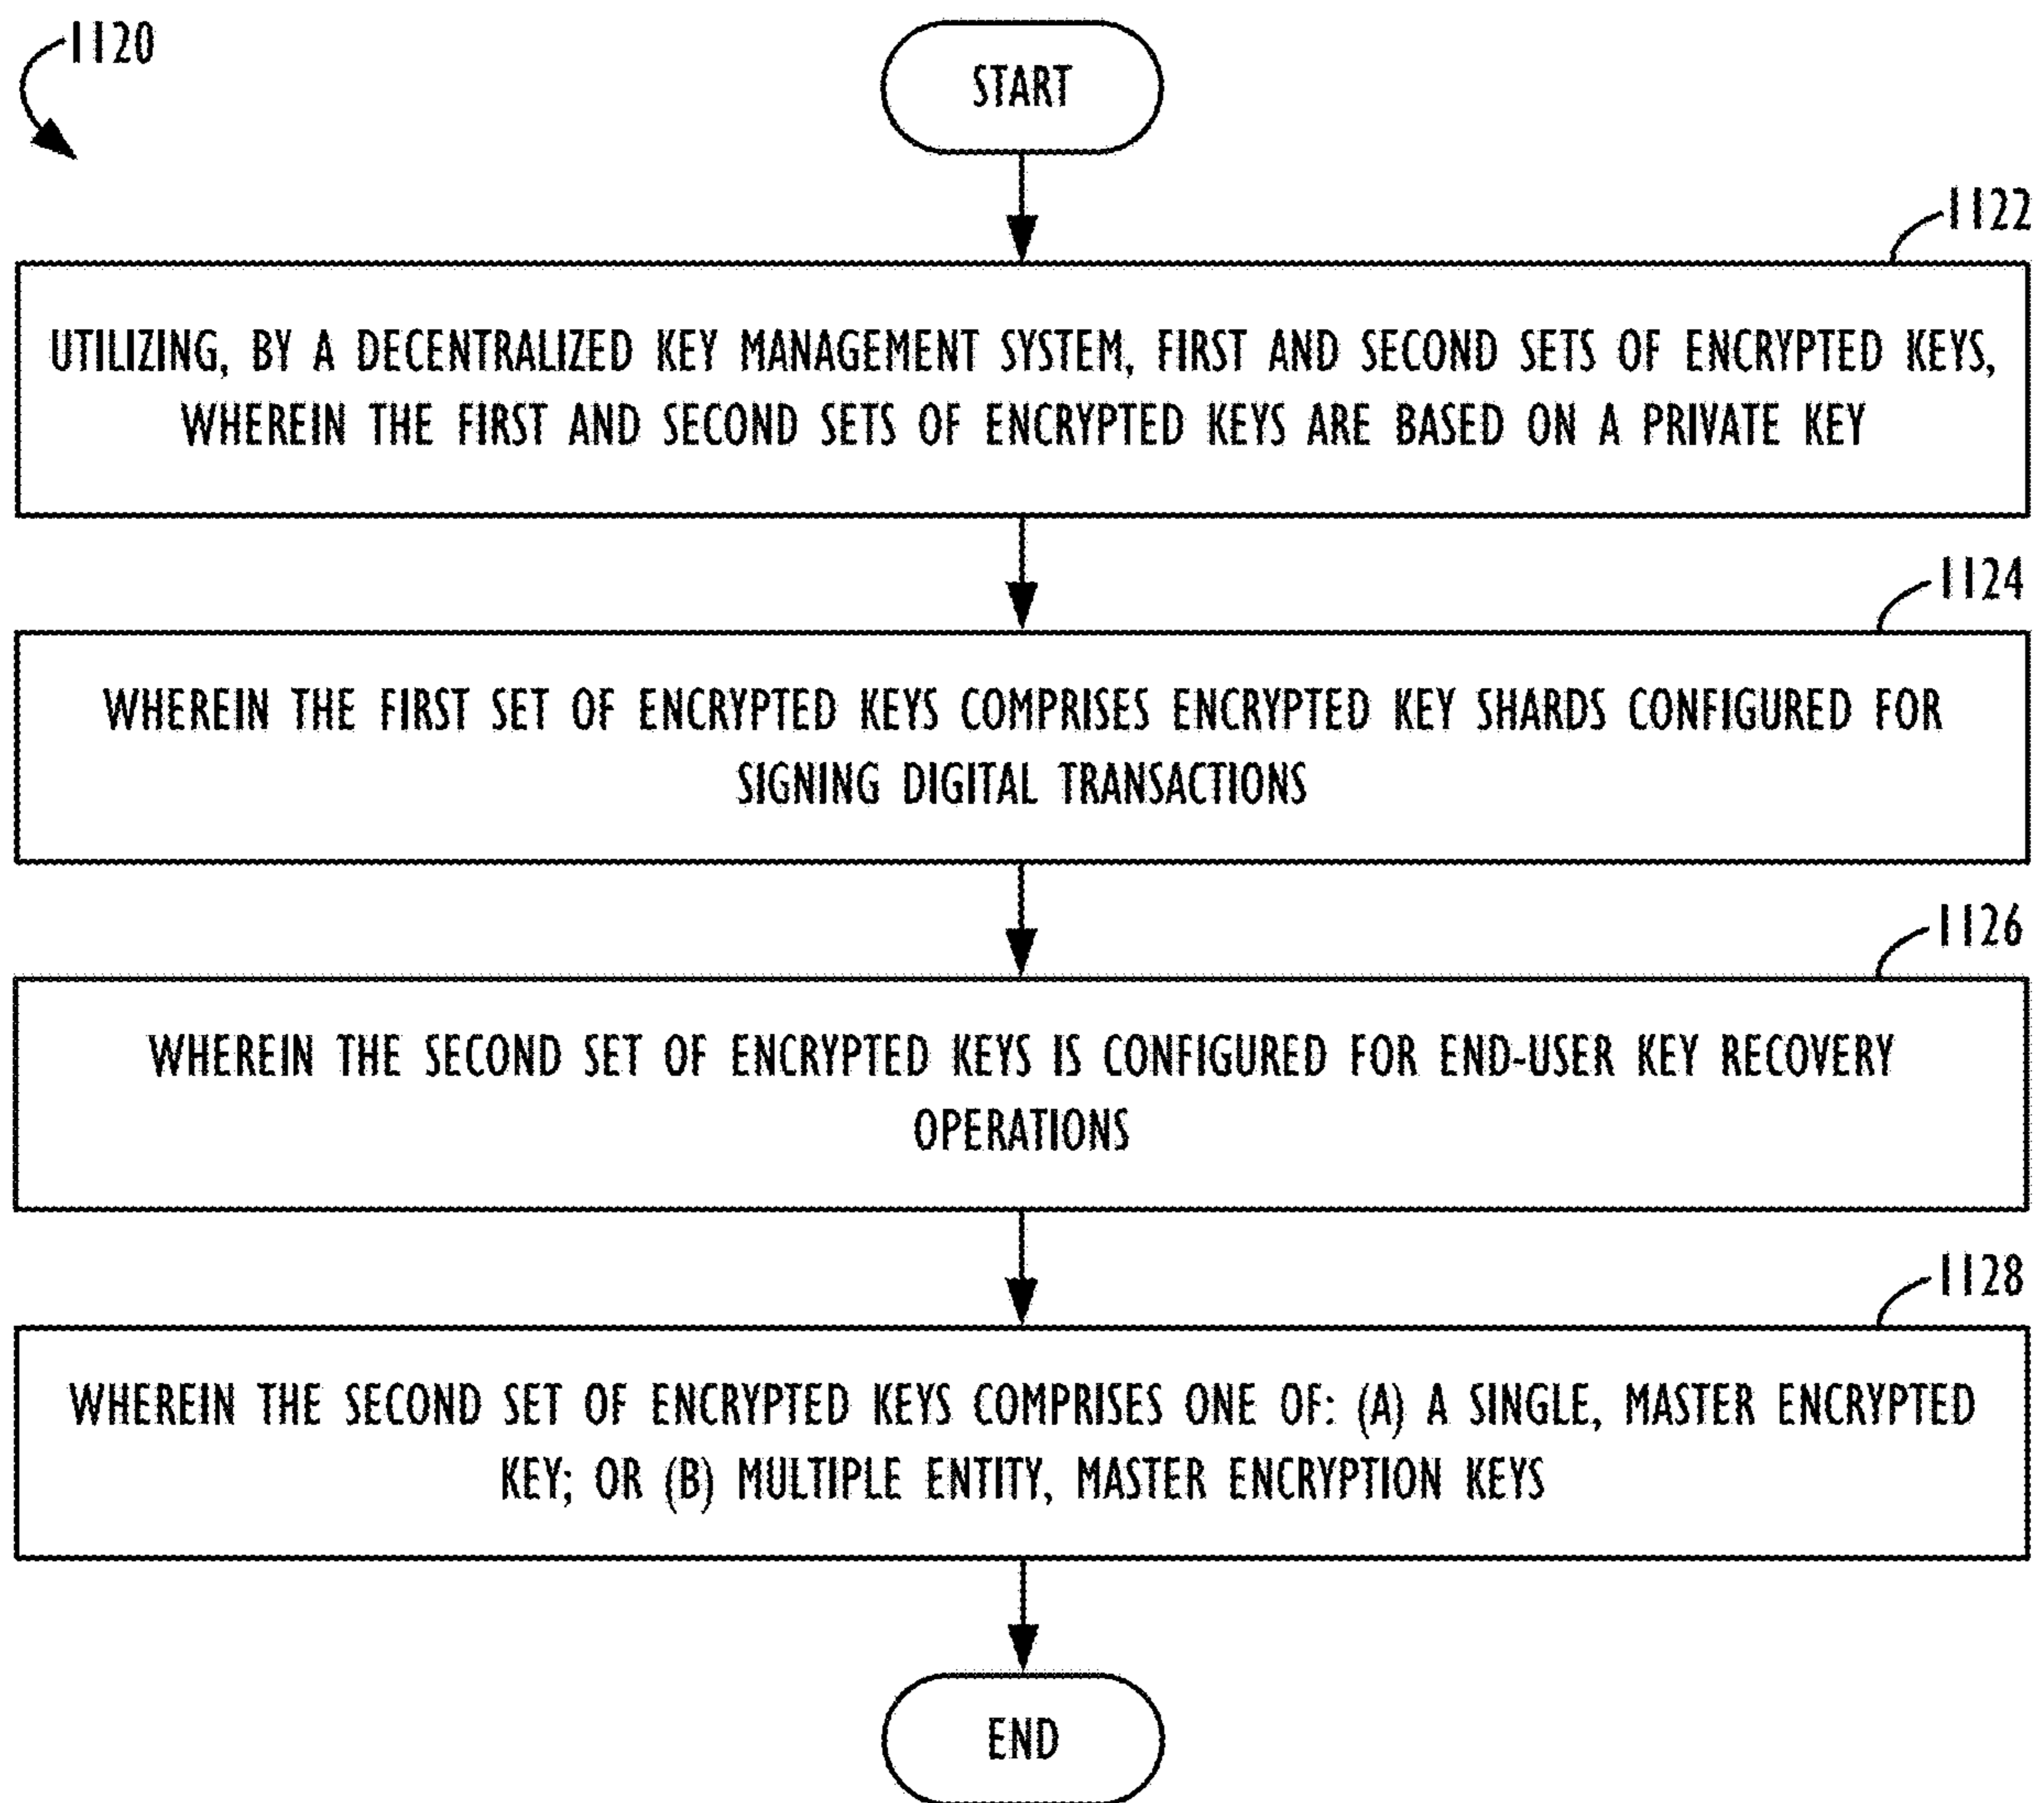 1120
START
1122
UTILIZING, BY A DECENTRALIZED KEY MANAGEMENT SYSTEM, FIRST AND SECOND SETS OF ENCRYPTED KEYS,
WHEREIN THE FIRST AND SECOND SETS OF ENCRYPTED KEYS ARE BASED ON A PRIVATE KEY
1124
WHEREIN THE FIRST SET OF ENCRYPTED KEYS COMPRISES ENCRYPTED KEY SHARDS CONFIGURED FOR
SIGNING DIGITAL TRANSACTIONS
1126
WHEREIN THE SECOND SET OF ENCRYPTED KEYS IS CONFIGURED FOR END-USER KEY RECOVERY
OPERATIONS
1128
WHEREIN THE SECOND SET OF ENCRYPTED KEYS COMPRISES ONE OF: (A) A SINGLE, MASTER ENCRYPTED
KEY; OR (B) MULTIPLE ENTITY, MASTER ENCRYPTION KEYS
END